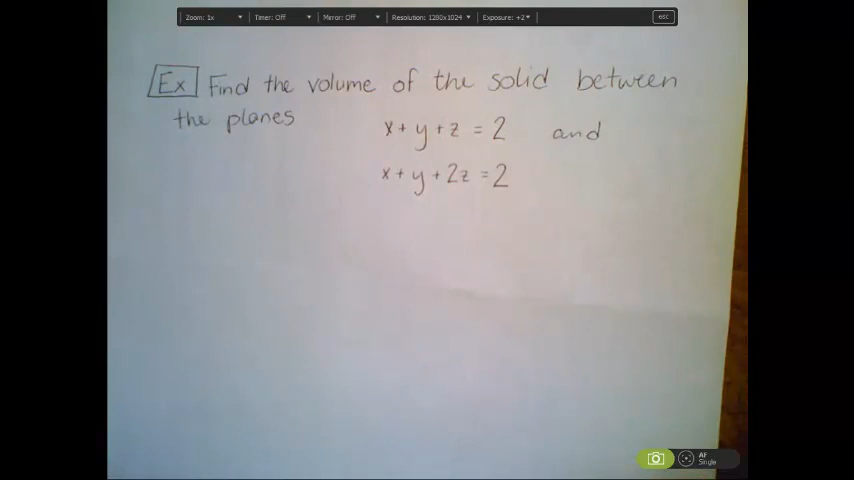 Zoom: 1x Timer: Off Mirror: Off Resolution: 1280x1024 Exposure: +2 esc
Ex Find the volume of the solid between
the planes x + y + z = 2 and
x + y + 2z = 2
AF
Single